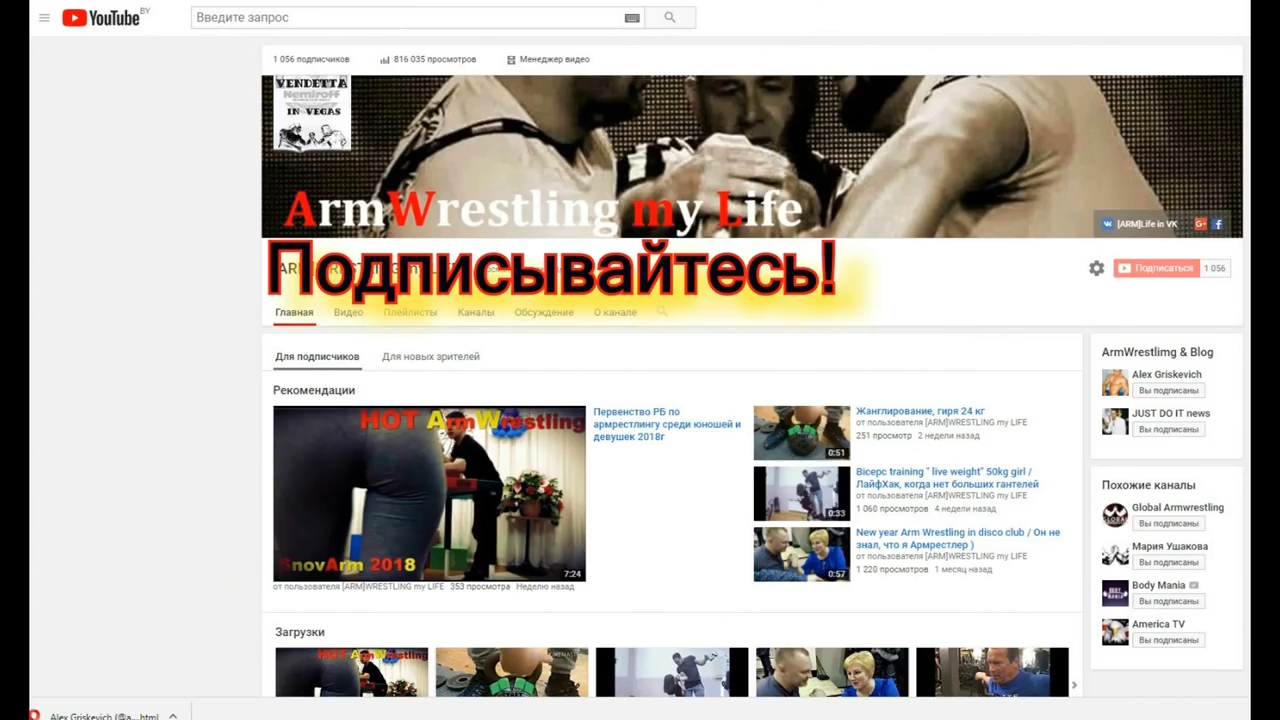 YouTube BY
Введите запрос
1 056 подписчиков
816 035 просмотров
Менеджер видео
VENDETTA
Nemiroff
IN VEGAS
ArmWrestling my Life
[ARM]Life in VK
Подписывайтесь!
Подписаться 1 056
Главная Видео Плейлисты Каналы Обсуждение О канале
Для подписчиков Для новых зрителей
Рекомендации
HOT ArmWrestling
SnovArm 2018
7:24
Первенство РБ по
армрестлингу среди юношей и
девушек 2018г
от пользователя [ARM]WRESTLING my LIFE 353 просмотра Неделю назад
0:51
Жанглирование, гиря 24 кг
от пользователя [ARM]WRESTLING my LIFE
251 просмотр 2 недели назад
0:33
Bicepc training " live weight" 50kg girl /
ЛайфХак, когда нет больших гантелей
от пользователя [ARM]WRESTLING my LIFE
1 060 просмотров 4 недели назад
0:57
New year Arm Wrestling in disco club / Он не
знал, что я Армрестлер )
от пользователя [ARM]WRESTLING my LIFE
1 220 просмотров 1 месяц назад
Загрузки
HOT ArmWrestling
ArmWrestlimg & Blog
Alex Griskevich
Вы подписаны
JUST DO IT news
Вы подписаны
Похожие каналы
Global Armwrestling
Вы подписаны
Мария Ушакова
Вы подписаны
Body Mania
Вы подписаны
America TV
Вы подписаны
Alex Griskevich (@a....html